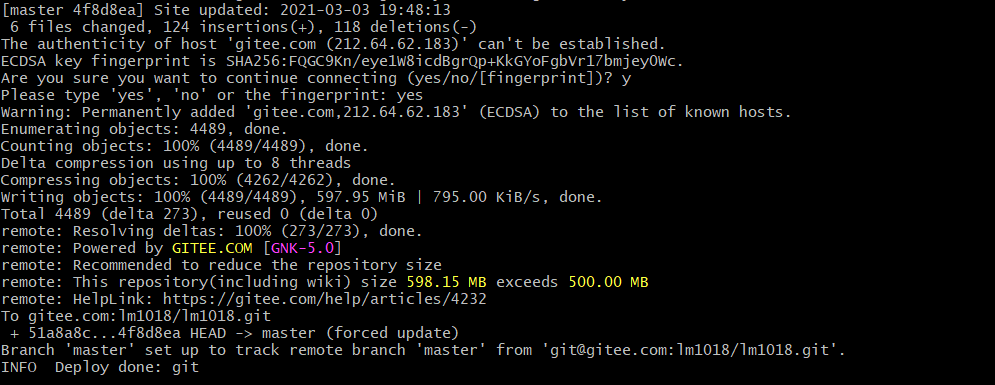 [master 4f8d8ea] Site updated: 2021-03-03 19:48:13
 6 files changed, 124 insertions(+), 118 deletions(-)
The authenticity of host 'gitee.com (212.64.62.183)' can't be established.
ECDSA key fingerprint is SHA256:FQGC9Kn/eye1W8icdBgrQp+KkGYoFgbVr17bmjey0Wc.
Are you sure you want to continue connecting (yes/no/[fingerprint])? y
Please type 'yes', 'no' or the fingerprint: yes
Warning: Permanently added 'gitee.com,212.64.62.183' (ECDSA) to the list of known hosts.
Enumerating objects: 4489, done.
Counting objects: 100% (4489/4489), done.
Delta compression using up to 8 threads
Compressing objects: 100% (4262/4262), done.
Writing objects: 100% (4489/4489), 597.95 MiB | 795.00 KiB/s, done.
Total 4489 (delta 273), reused 0 (delta 0)
remote: Resolving deltas: 100% (273/273), done.
remote: Powered by GITEE.COM [GNK-5.0]
remote: Recommended to reduce the repository size
remote: This repository(including wiki) size 598.15 MB exceeds 500.00 MB
remote: HelpLink: https://gitee.com/help/articles/4232
To gitee.com:lm1018/lm1018.git
 + 51a8a8c...4f8d8ea HEAD -> master (forced update)
Branch 'master' set up to track remote branch 'master' from 'git@gitee.com:lm1018/lm1018.git'.
INFO  Deploy done: git